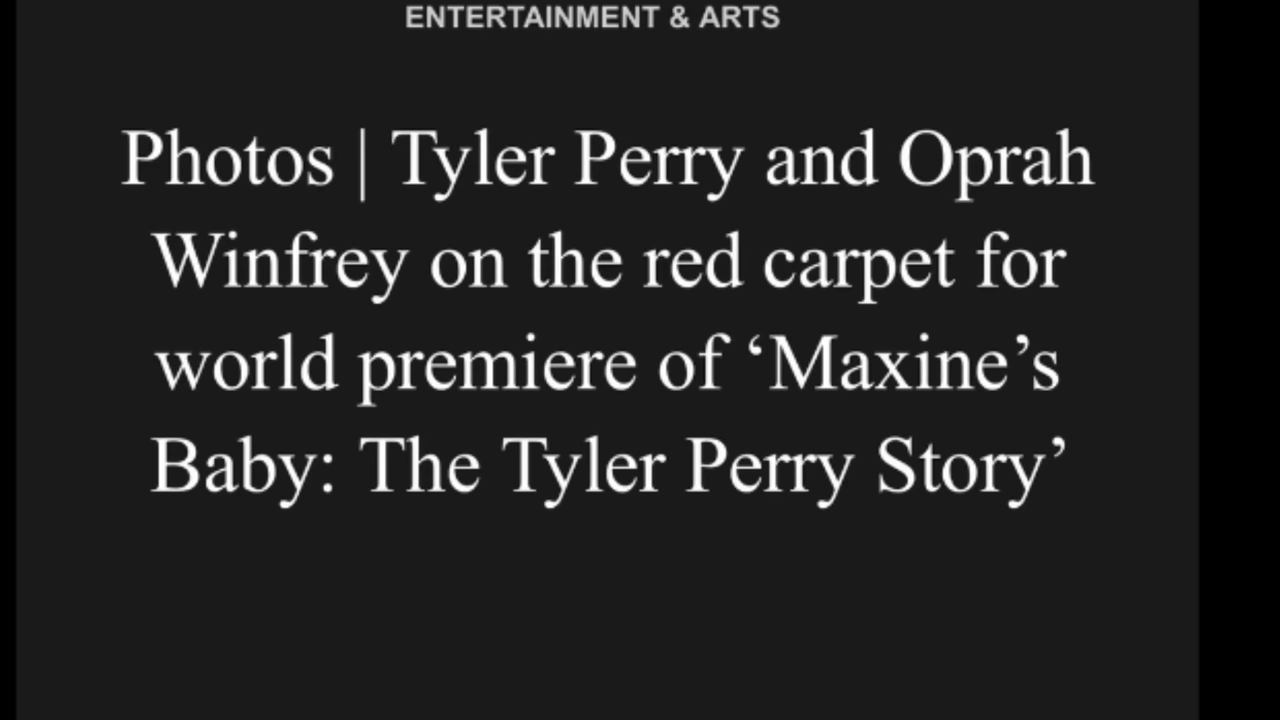 ENTERTAINMENT & ARTS
Photos | Tyler Perry and Oprah
Winfrey on the red carpet for
world premiere of ‘Maxine’s
Baby: The Tyler Perry Story’